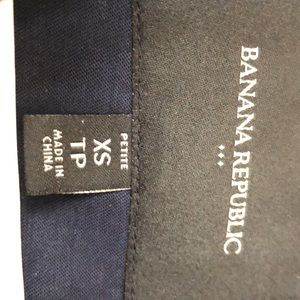 BANANA REPUBLIC
PETITE
XS
TP
MADE IN
CHINA